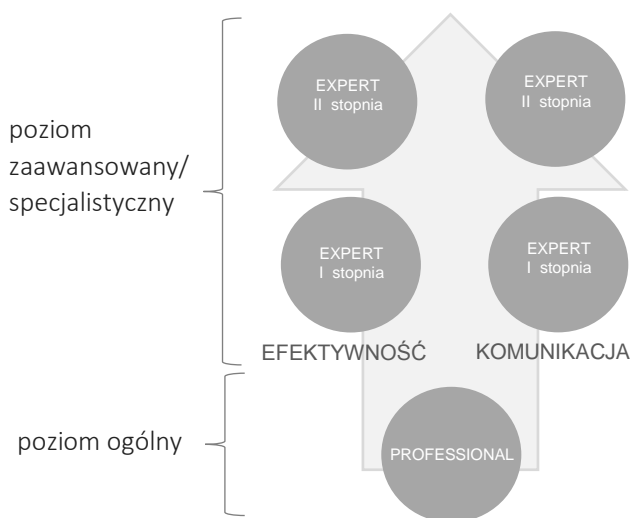 EXPERT
II stopnia
EXPERT
II stopnia
poziom
zaawansowany/
specjalistyczny
EXPERT
I stopnia
EXPERT
I stopnia
EFEKTYWNOŚĆ
KOMUNIKACJA
poziom ogólny
PROFESSIONAL